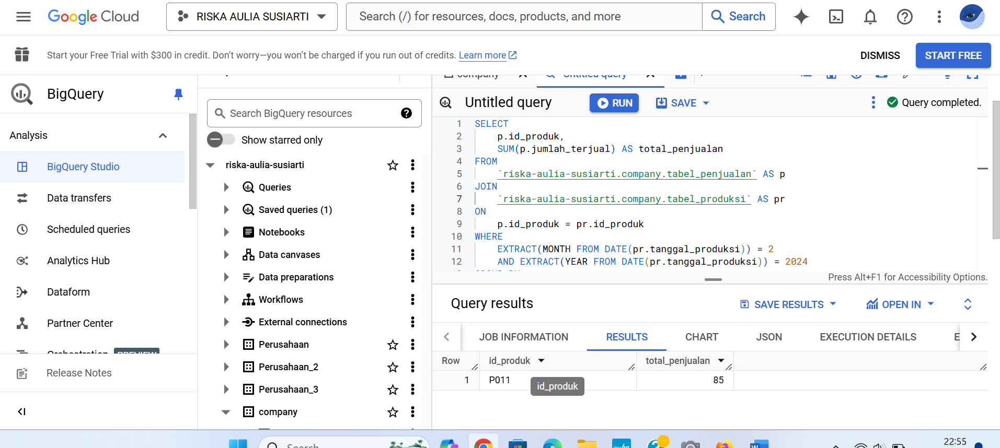 Google Cloud
RISKA AULIA SUSIARTI
Search (/) for resources, docs, products, and more
Search
Start your Free Trial with $300 in credit. Don't worry—you won't be charged if you run out of credits. Learn more
DISMISS
START FREE
BigQuery
Analysis
BigQuery Studio
Data transfers
Scheduled queries
Analytics Hub
Dataform
Partner Center
Orchestration PREVIEW
Release Notes
Search BigQuery resources
Show starred only
riska-aulia-susiarti
Queries
Saved queries (1)
Notebooks
Data canvases
Data preparations
Workflows
External connections
Perusahaan
Perusahaan_2
Perusahaan_3
company
company
Untitled query
Untitled query
RUN
SAVE
Query completed.
1 SELECT
2 p.id_produk,
3 SUM(p.jumlah_terjual) AS total_penjualan
4 FROM
5 `riska-aulia-susiarti.company.tabel_penjualan` AS p
6 JOIN
7 `riska-aulia-susiarti.company.tabel_produksi` AS pr
8 ON
9 p.id_produk = pr.id_produk
10 WHERE
11 EXTRACT(MONTH FROM DATE(pr.tanggal_produksi)) = 2
12 AND EXTRACT(YEAR FROM DATE(pr.tanggal_produksi)) = 2024
Press Alt+F1 for Accessibility Options.
Query results
SAVE RESULTS
OPEN IN
JOB INFORMATION
RESULTS
CHART
JSON
EXECUTION DETAILS
Row
id_produk
total_penjualan
1
P011
85
id_produk
Search
22:55